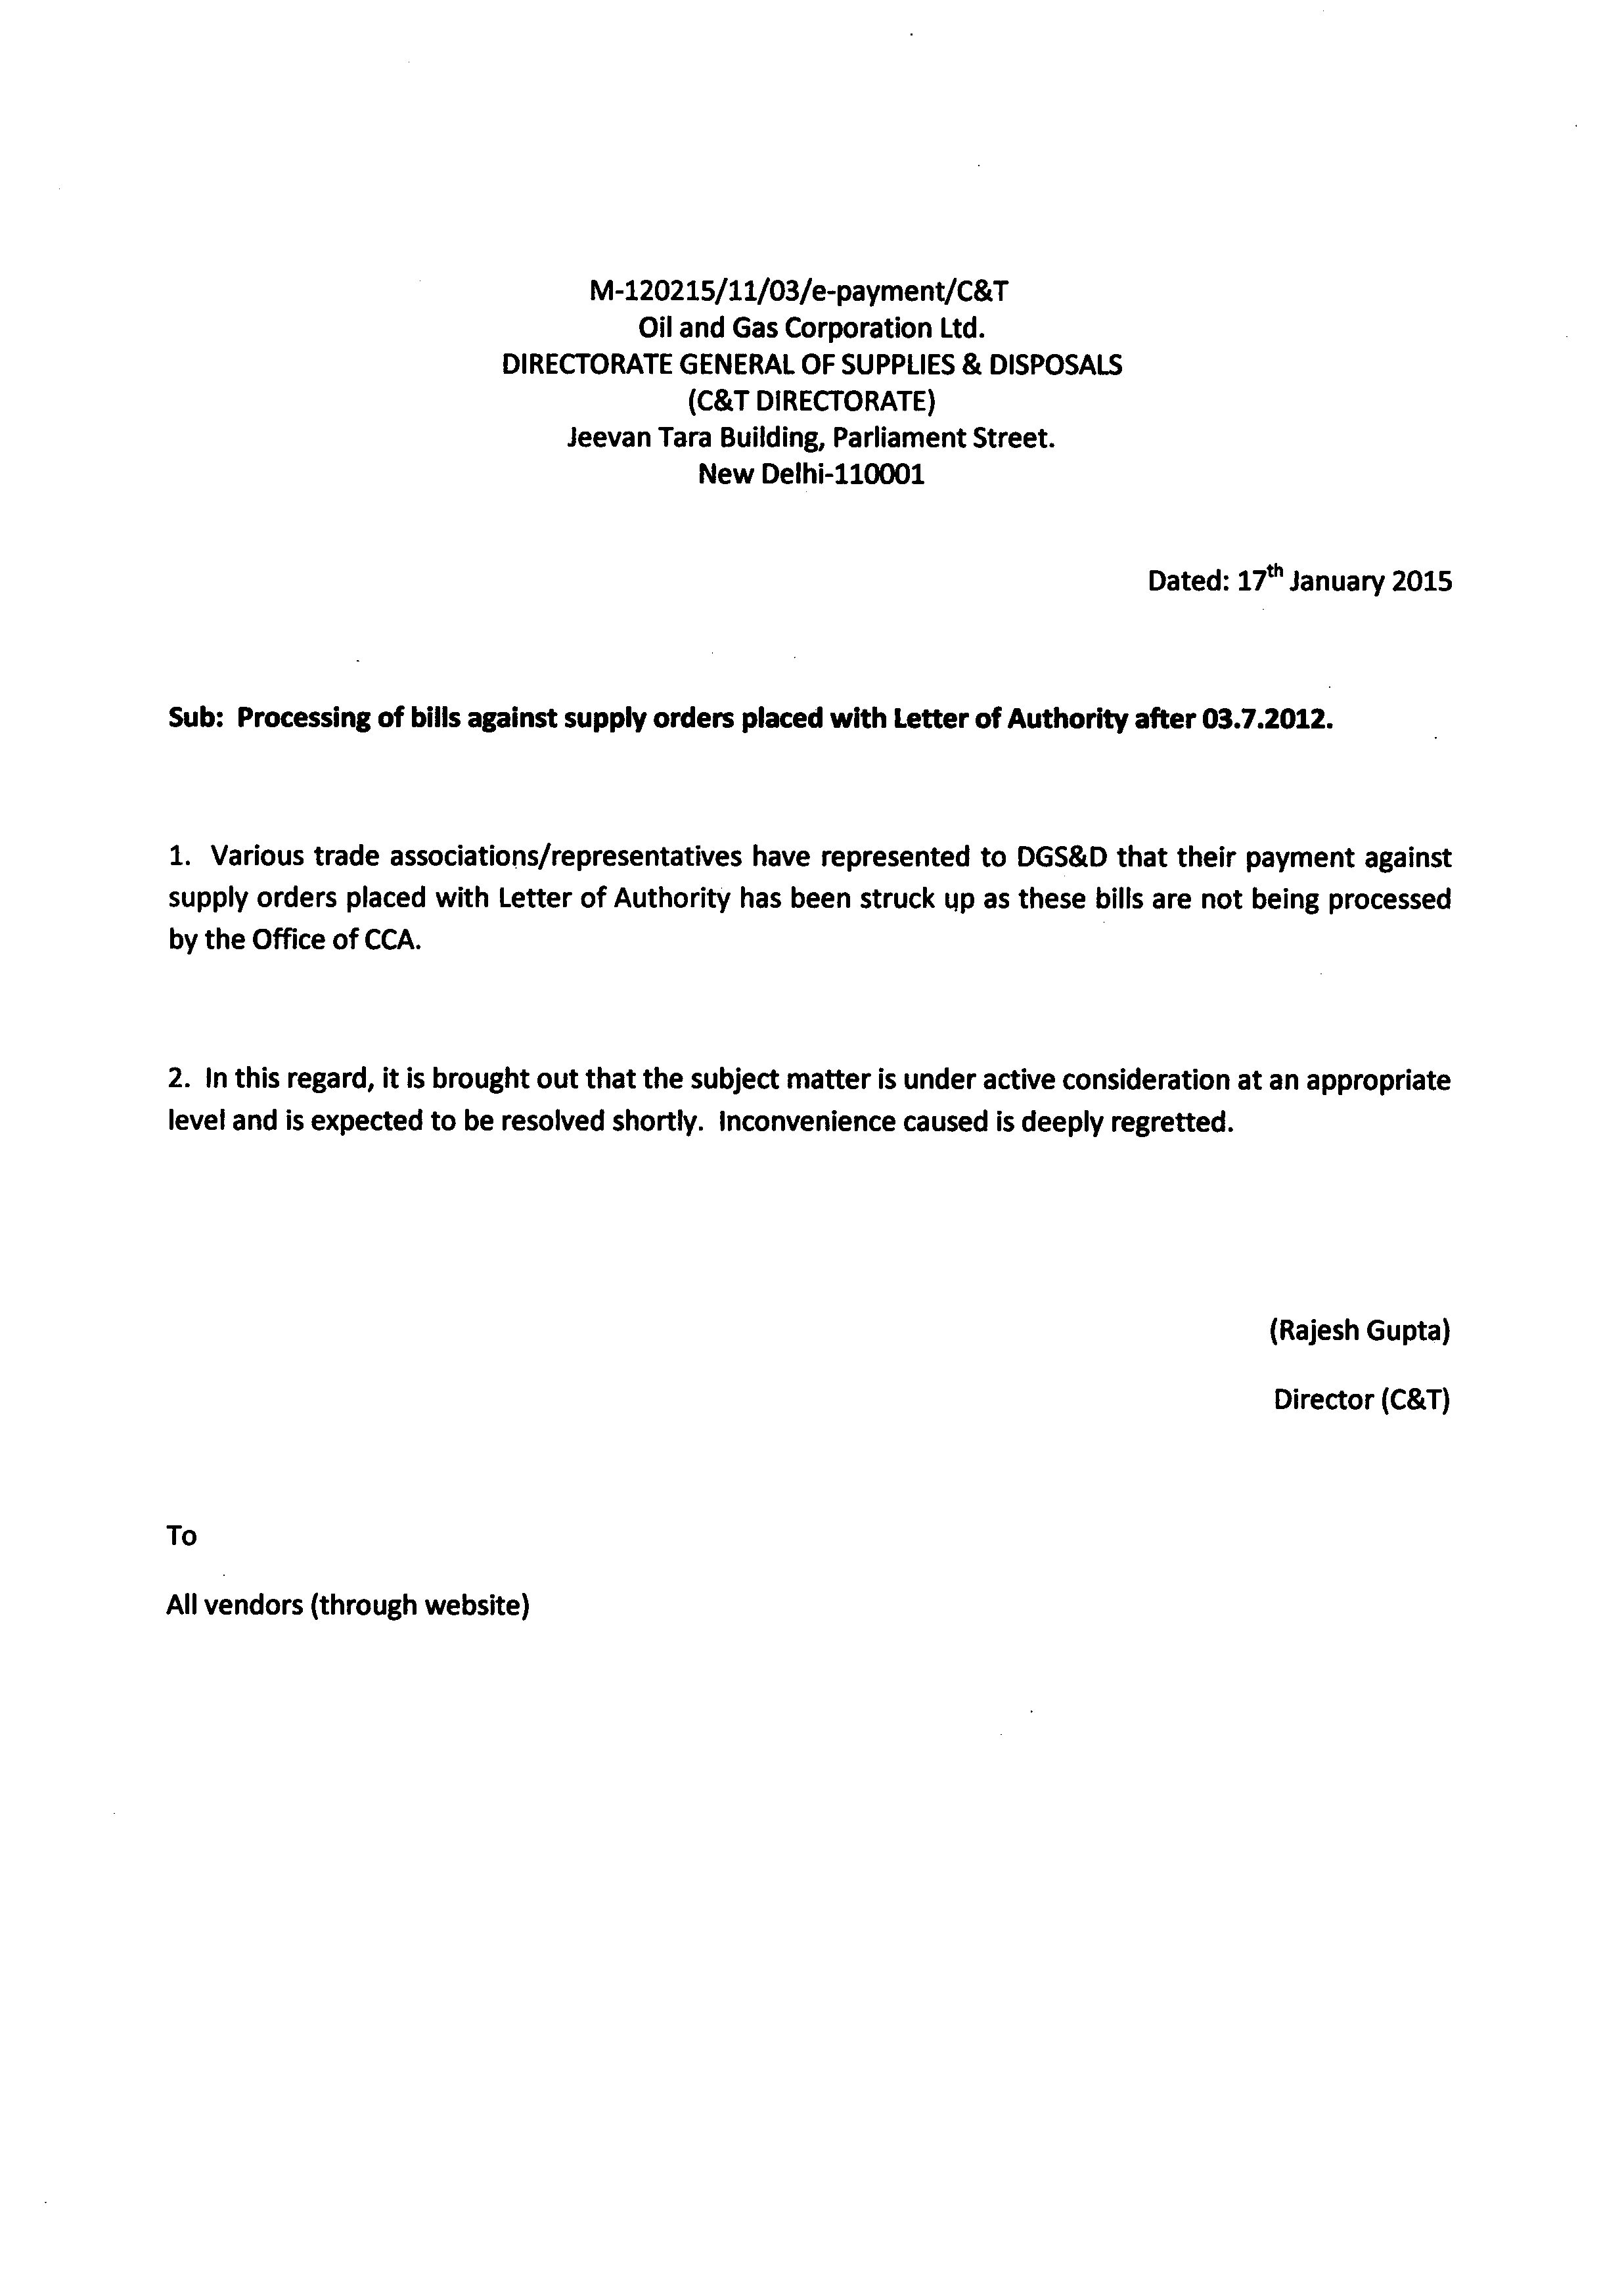 M-120215/11/03/e-payment/C&T
Oil and Gas Corporation Ltd.
DIRECTORATE GENERAL OF SUPPLIES & DISPOSALS
(C&T DIRECTORATE)
Jeevan Tara Building, Parliament Street.
New Delhi-110001
Dated: 17th January 2015
Sub: Processing of bills against supply orders placed with Letter of Authority after 03.7.2012.
1. Various trade associations/representatives have represented to DGS&D that their payment against
supply orders placed with Letter of Authority has been struck up as these bills are not being processed
by the Office of CCA.
2. In this regard, it is brought out that the subject matter is under active consideration at an appropriate
level and is expected to be resolved shortly. Inconvenience caused is deeply regretted.
(Rajesh Gupta)
Director (C&T)
To
All vendors (through website)